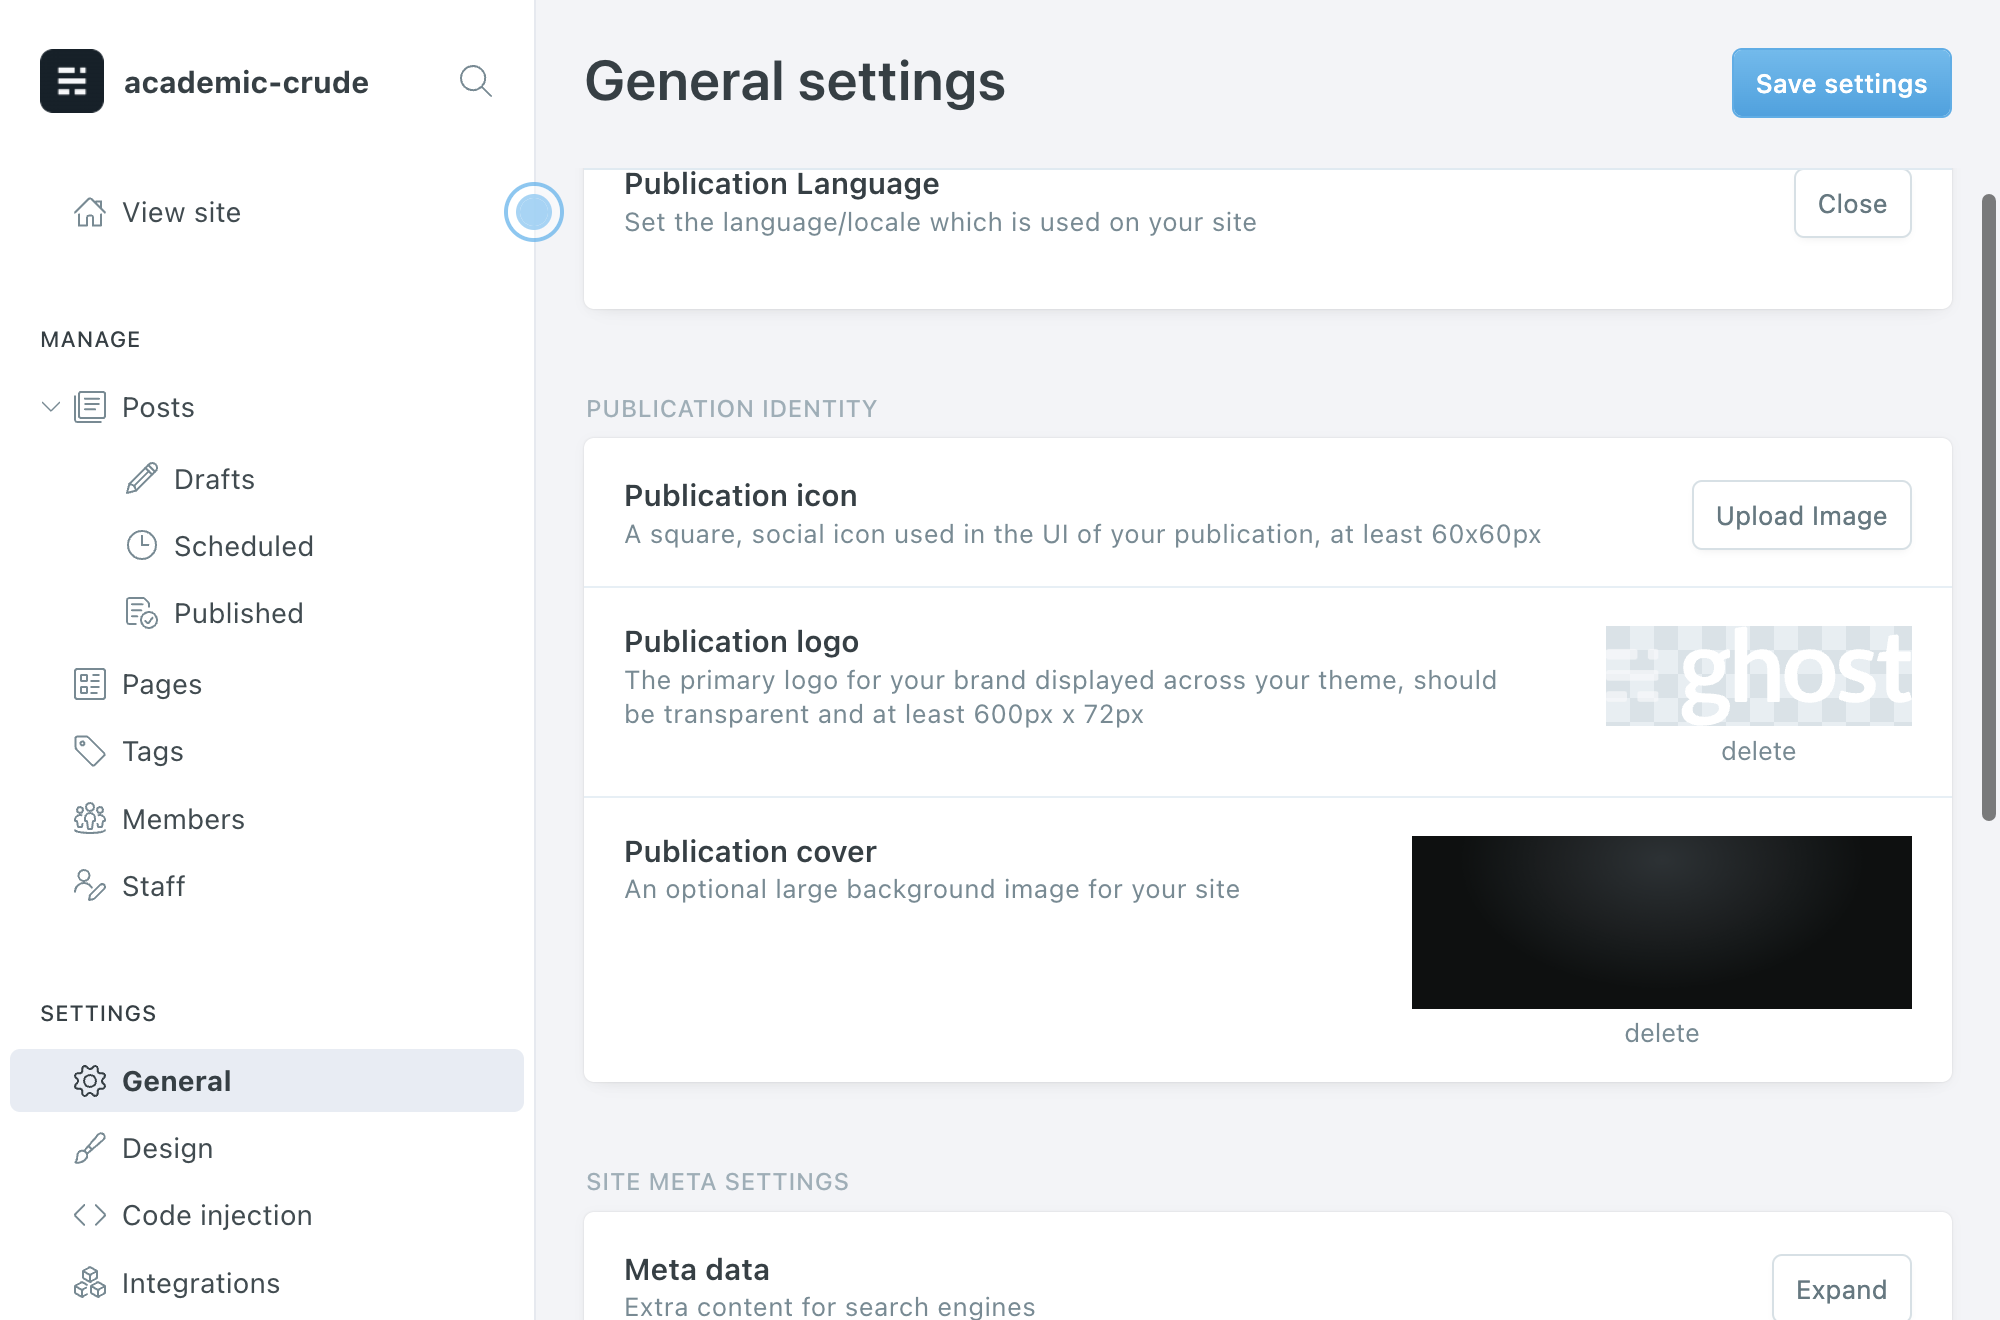 academic-crude
View site
MANAGE
Posts
Drafts
Scheduled
Published
Pages
Tags
Members
Staff
SETTINGS
General
Design
Code injection
Integrations
General settings
Save settings
Publication Language
Set the language/locale which is used on your site
Close
PUBLICATION IDENTITY
Publication icon
A square, social icon used in the UI of your publication, at least 60x60px
Upload Image
Publication logo
The primary logo for your brand displayed across your theme, should
be transparent and at least 600px x 72px
ghost
delete
Publication cover
An optional large background image for your site
delete
SITE META SETTINGS
Meta data
Extra content for search engines
Expand